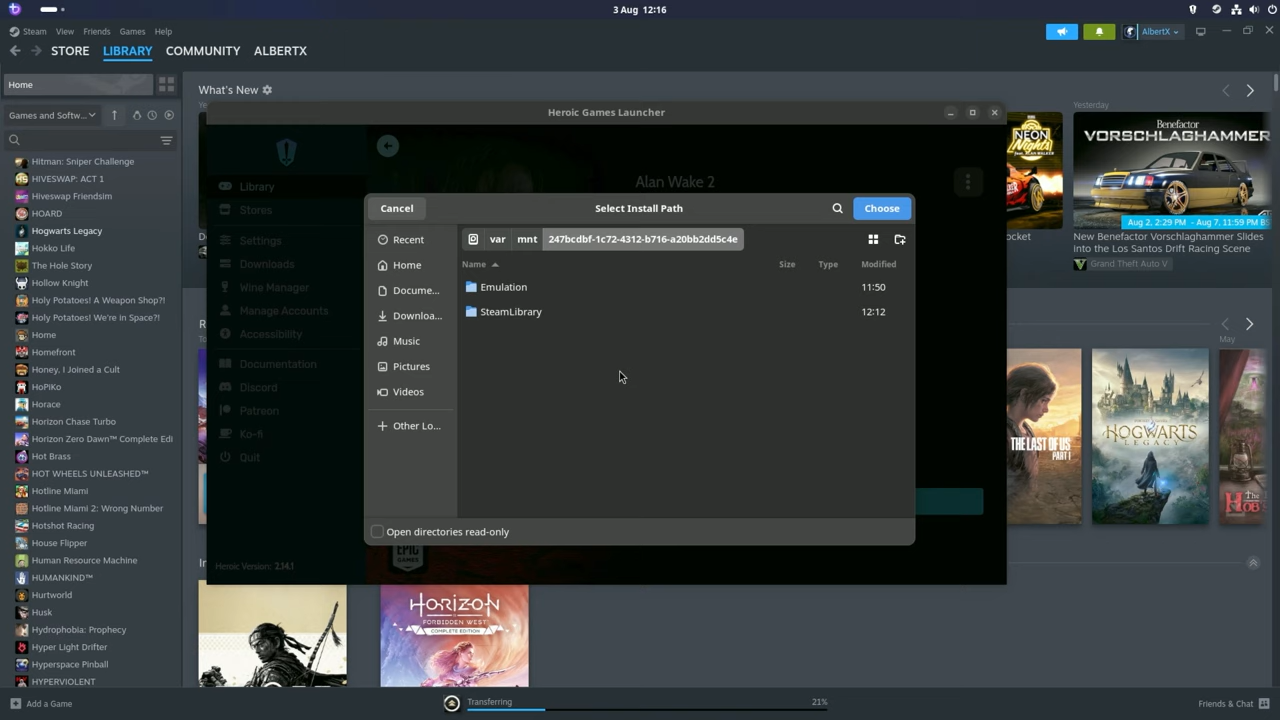 3 Aug 12:16
Steam View Friends Games Help
AlbertX
STORE LIBRARY COMMUNITY ALBERTX
Home
What's New
Games and Softw...
Hitman: Sniper Challenge
HIVESWAP: ACT 1
Hiveswap Friendsim
HOARD
Hogwarts Legacy
Hokko Life
The Hole Story
Hollow Knight
Holy Potatoes! A Weapon Shop?!
Holy Potatoes! We're in Space?!
Home
Homefront
Honey, I Joined a Cult
HoPiKo
Horace
Horizon Chase Turbo
Horizon Zero Dawn™ Complete Edi
Hot Brass
HOT WHEELS UNLEASHED™
Hotline Miami
Hotline Miami 2: Wrong Number
Hotshot Racing
House Flipper
Human Resource Machine
HUMANKIND™
Hurtworld
Husk
Hydrophobia: Prophecy
Hyper Light Drifter
Hyperspace Pinball
HYPERVIOLENT
Heroic Games Launcher
Library
Stores
Settings
Downloads
Wine Manager
Manage Accounts
Accessibility
Documentation
Discord
Patreon
Ko-fi
Quit
Heroic Version: 2.14.1
Alan Wake 2
Cancel
Select Install Path
Choose
Recent
Home
Docume...
Downloa...
Music
Pictures
Videos
Other Lo...
var mnt 247bcdbf-1c72-4312-b716-a20bb2dd5c4e
Name Size Type Modified
Emulation 11:50
SteamLibrary 12:12
Open directories read-only
EPIC
GAMES
Yesterday
NEON
Nights
Benefactor
VORSCHLAGHAMMER
Aug 2, 2:29 PM - Aug 7, 11:59 PM
New Benefactor Vorschlaghammer Slides
into the Los Santos Drift Racing Scene
Grand Theft Auto V
ocket
May
THE LAST OF US
PART I
HOGWARTS
LEGACY
HORIZON
FORBIDDEN WEST
COMPLETE EDITION
Add a Game
Transferring 21%
Friends & Chat